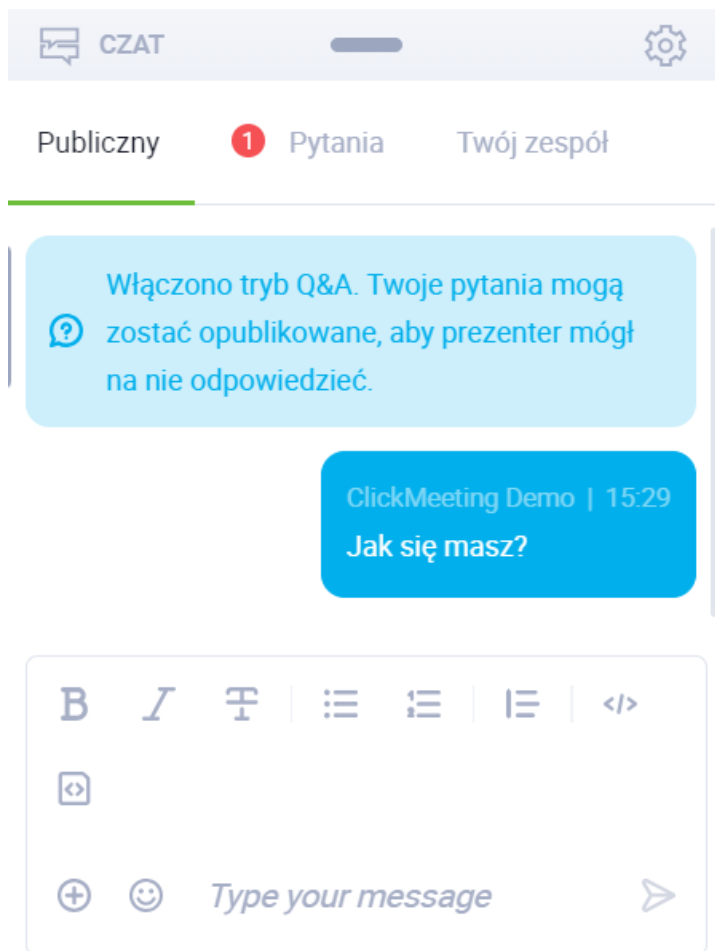 CZAT
Publiczny
1 Pytania
Twój zespół
Włączono tryb Q&A. Twoje pytania mogą
zostać opublikowane, aby prezenter mógł
na nie odpowiedzieć.
ClickMeeting Demo | 15:29
Jak się masz?
Type your message